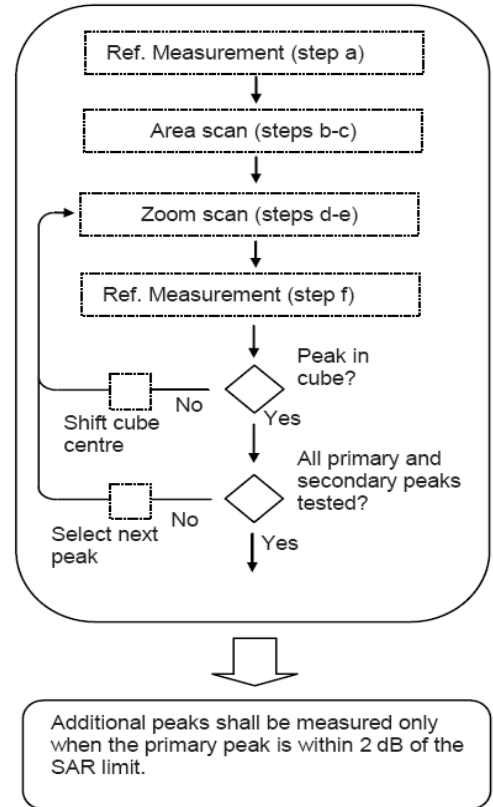 Ref. Measurement (step a)
Area scan (steps b-c)
Zoom scan (steps d-e)
Ref. Measurement (step f)
Peak in
cube?
No
Shift cube
centre
Yes
All primary and
secondary peaks
tested?
No
Select next
peak
Yes
Additional peaks shall be measured only
when the primary peak is within 2 dB of the
SAR limit.